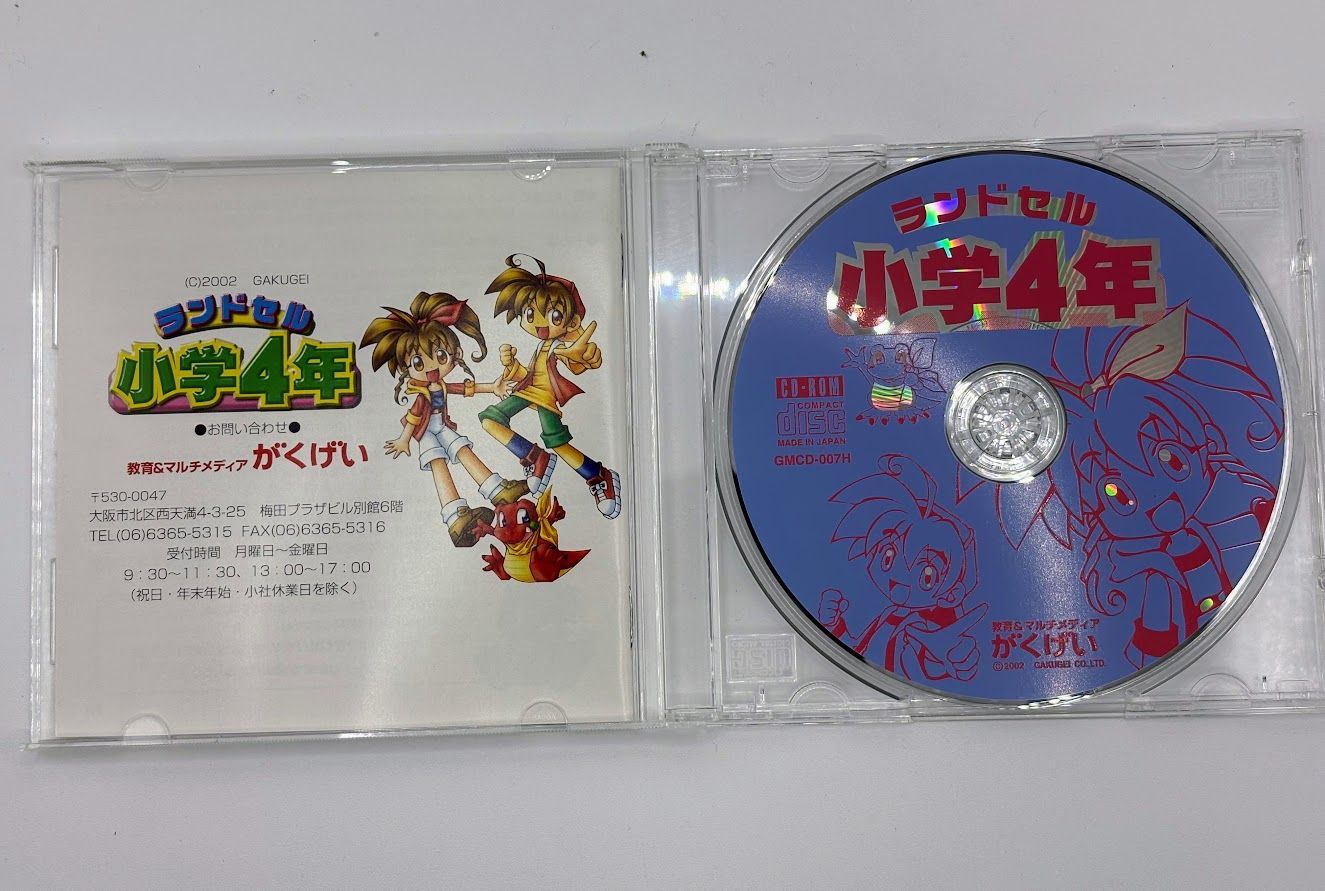 (C)2002 GAKUGEI
ランドセル
小学4年
●お問い合わせ●
教育&マルチメディア がくげい
〒530-0047
大阪市北区西天満4-3-25 梅田プラザビル別館6階
TEL(06)6365-5315 FAX(06)6365-5316
受付時間 月曜日〜金曜日
9:30〜11:30、13:00〜17:00
(祝日・年末年始・小社休業日を除く)
ランドセル
小学4年
CD-ROM
COMPACT
disc
MADE IN JAPAN
GMCD-007H
教育&マルチメディア
がくげい
©2002 GAKUGEI CO.,LTD.